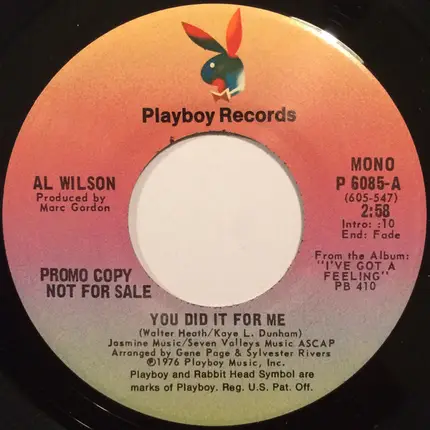 Playboy Records
AL WILSON
Produced by
Marc Gordon
MONO
P 6085-A
(605-547)
2:58
Intro: :10
End: Fade
From the Album:
"I'VE GOT A
FEELING"
PB 410
PROMO COPY
NOT FOR SALE
YOU DID IT FOR ME
(Walter Heath/Kaye L. Dunham)
Jasmine Music/Seven Valleys Music ASCAP
Arranged by Gene Page & Sylvester Rivers
℗1976 Playboy Music, Inc.
Playboy and Rabbit Head Symbol are
marks of Playboy. Reg. U.S. Pat. Off.